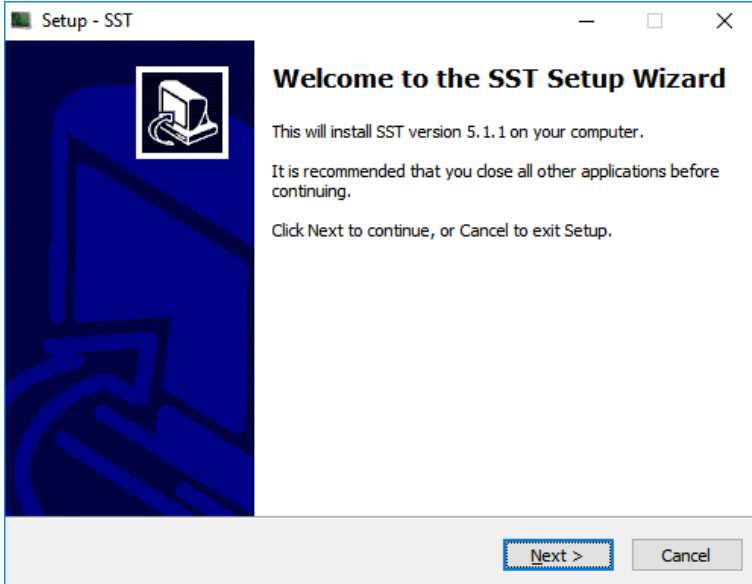 Setup - SST
Welcome to the SST Setup Wizard
This will install SST version 5.1.1 on your computer.
It is recommended that you close all other applications before
continuing.
Click Next to continue, or Cancel to exit Setup.
Next >
Cancel